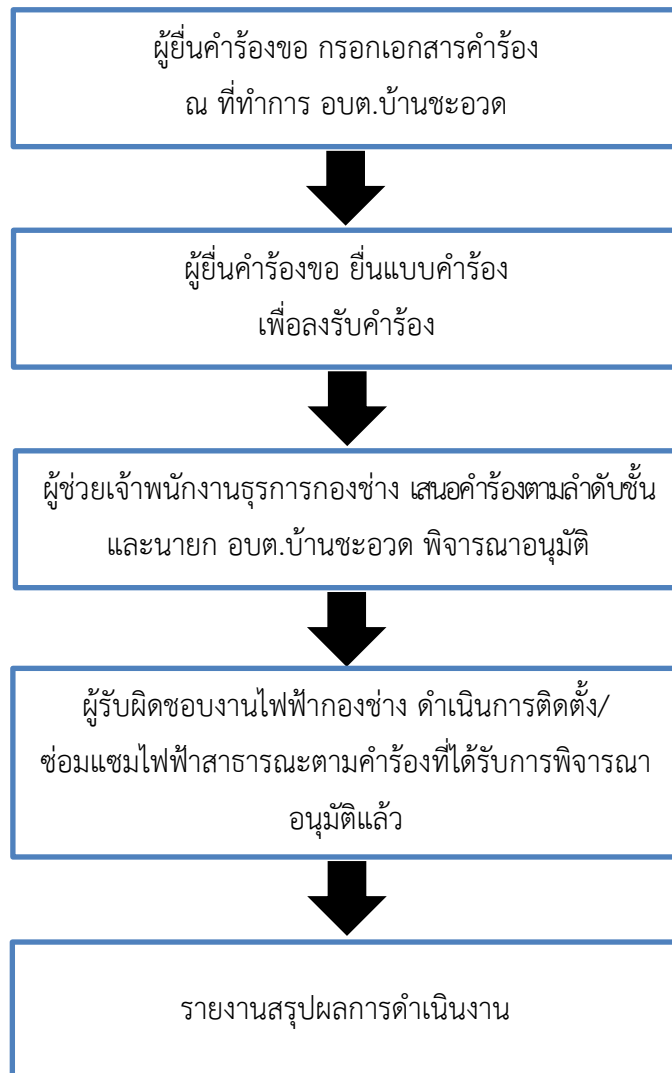 ผู้ยื่นคำร้องขอ กรอกเอกสารคำร้อง
ณ ที่ทำการ อบต.บ้านชะอวด
ผู้ยื่นคำร้องขอ ยื่นแบบคำร้อง
เพื่อลงรับคำร้อง
ผู้ช่วยเจ้าพนักงานธุรการกองช่าง เสนอคำร้องตามลำดับชั้น
และนายก อบต.บ้านชะอวด พิจารณาอนุมัติ
ผู้รับผิดชอบงานไฟฟ้ากองช่าง ดำเนินการติดตั้ง/
ซ่อมแซมไฟฟ้าสาธารณะตามคำร้องที่ได้รับการพิจารณา
อนุมัติแล้ว
รายงานสรุปผลการดำเนินงาน